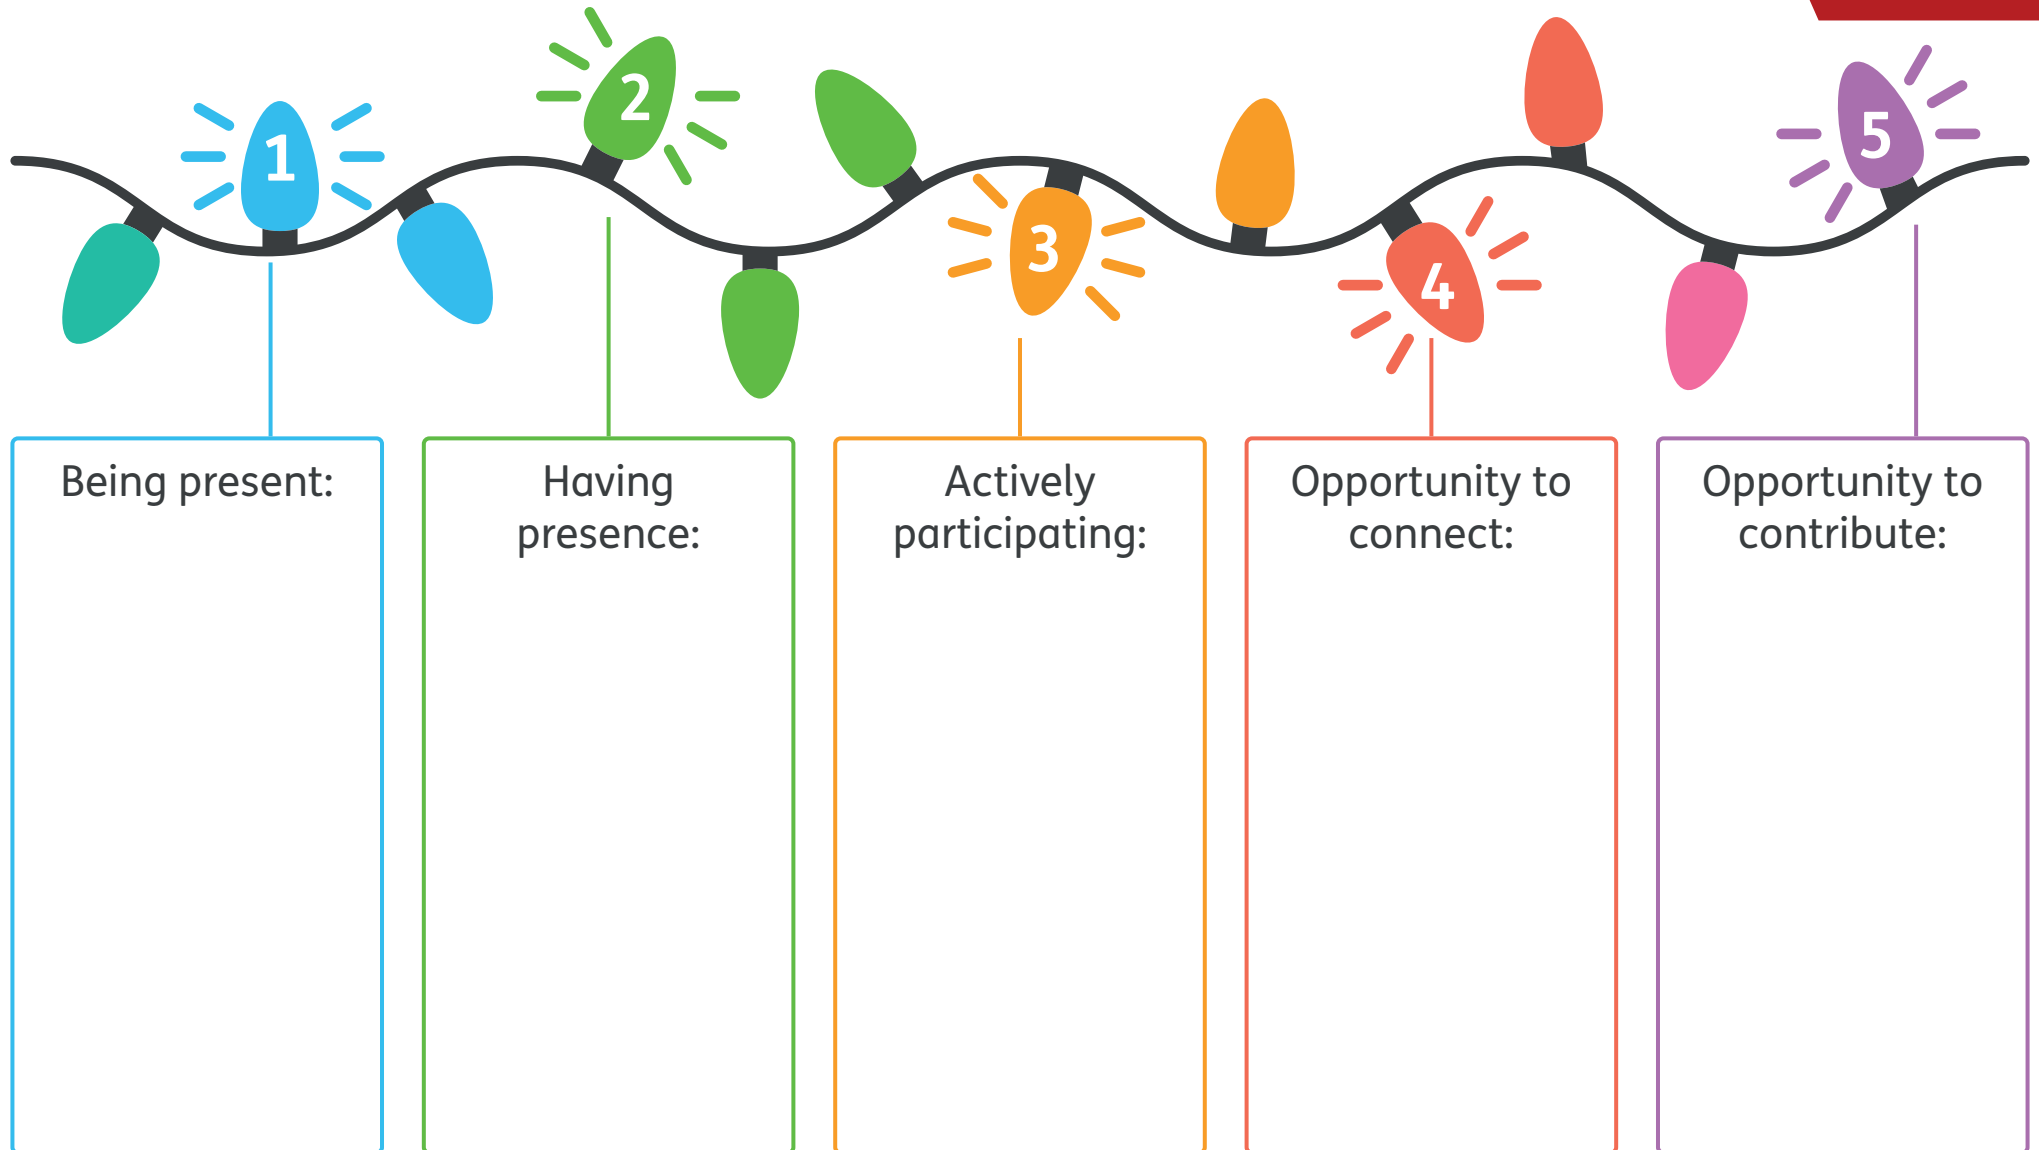 1
2
3
4
5
Being present:
Having
presence:
Actively
participating:
Opportunity to
connect:
Opportunity to
contribute: